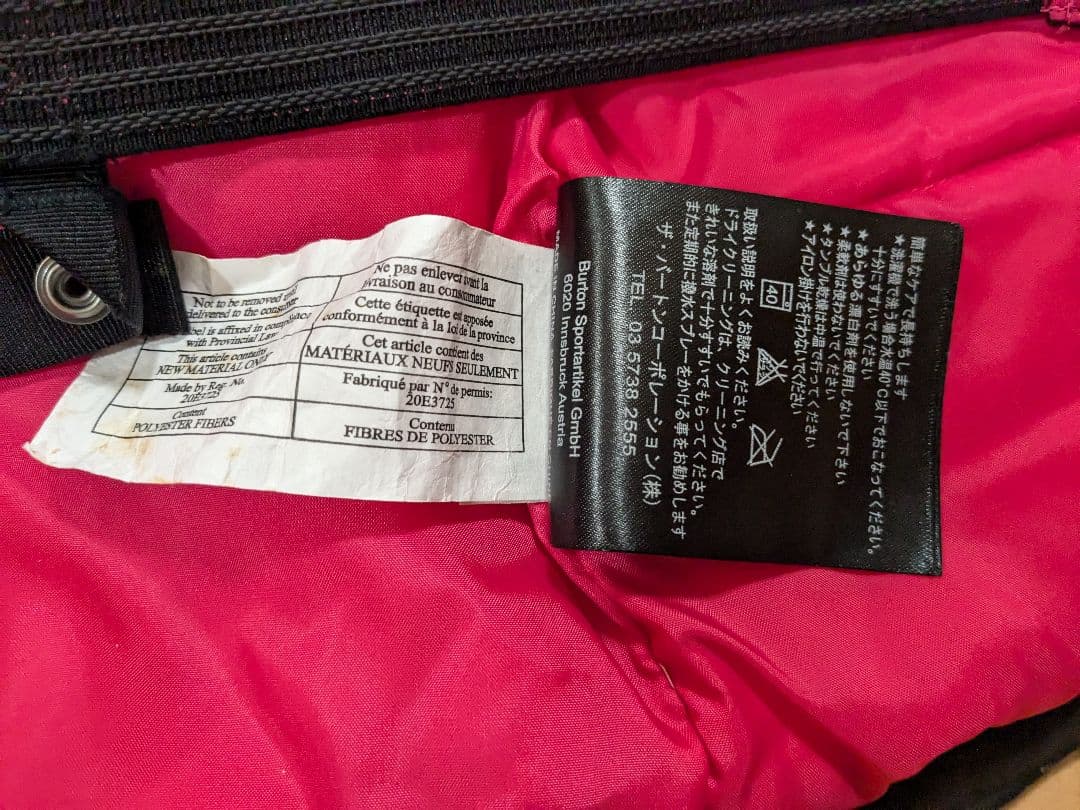 Not to be removed until
delivered to the consumer
Ne pas enlever avant la
livraison au consommateur
label is affixed in compliance
with Provincial Law
Cette étiquette est apposée
conformément à la loi de la province
This article contains
NEW MATERIAL ONLY
Cet article contient des
MATÉRIAUX NEUFS SEULEMENT
Made by Reg. No.
20E3725
Fabriqué par N° de permis:
20E3725
Content
POLYESTER FIBERS
Contenu
FIBRES DE POLYESTER
簡単なケアで長持ちします
★洗濯機で洗う場合水温40℃以下でおこなってください。
十分にすすいでください
★あらゆる漂白剤を使用しないで下さい
★柔軟剤は使わないでください
★タンブル乾燥は中温で行ってください
★アイロン掛けを行わないでください
40
取扱い説明をよくお読みください。
ドライクリーニングは、クリーニング店で
きれいな溶剤で十分すすいでもらってください。
また定期的に撥水スプレーをかける事をお勧めします
ザ・バートンコーポレーション(株)
TEL. 03 5738 2555
Burton Sportartikel GmbH
6020 Innsbruck Austria